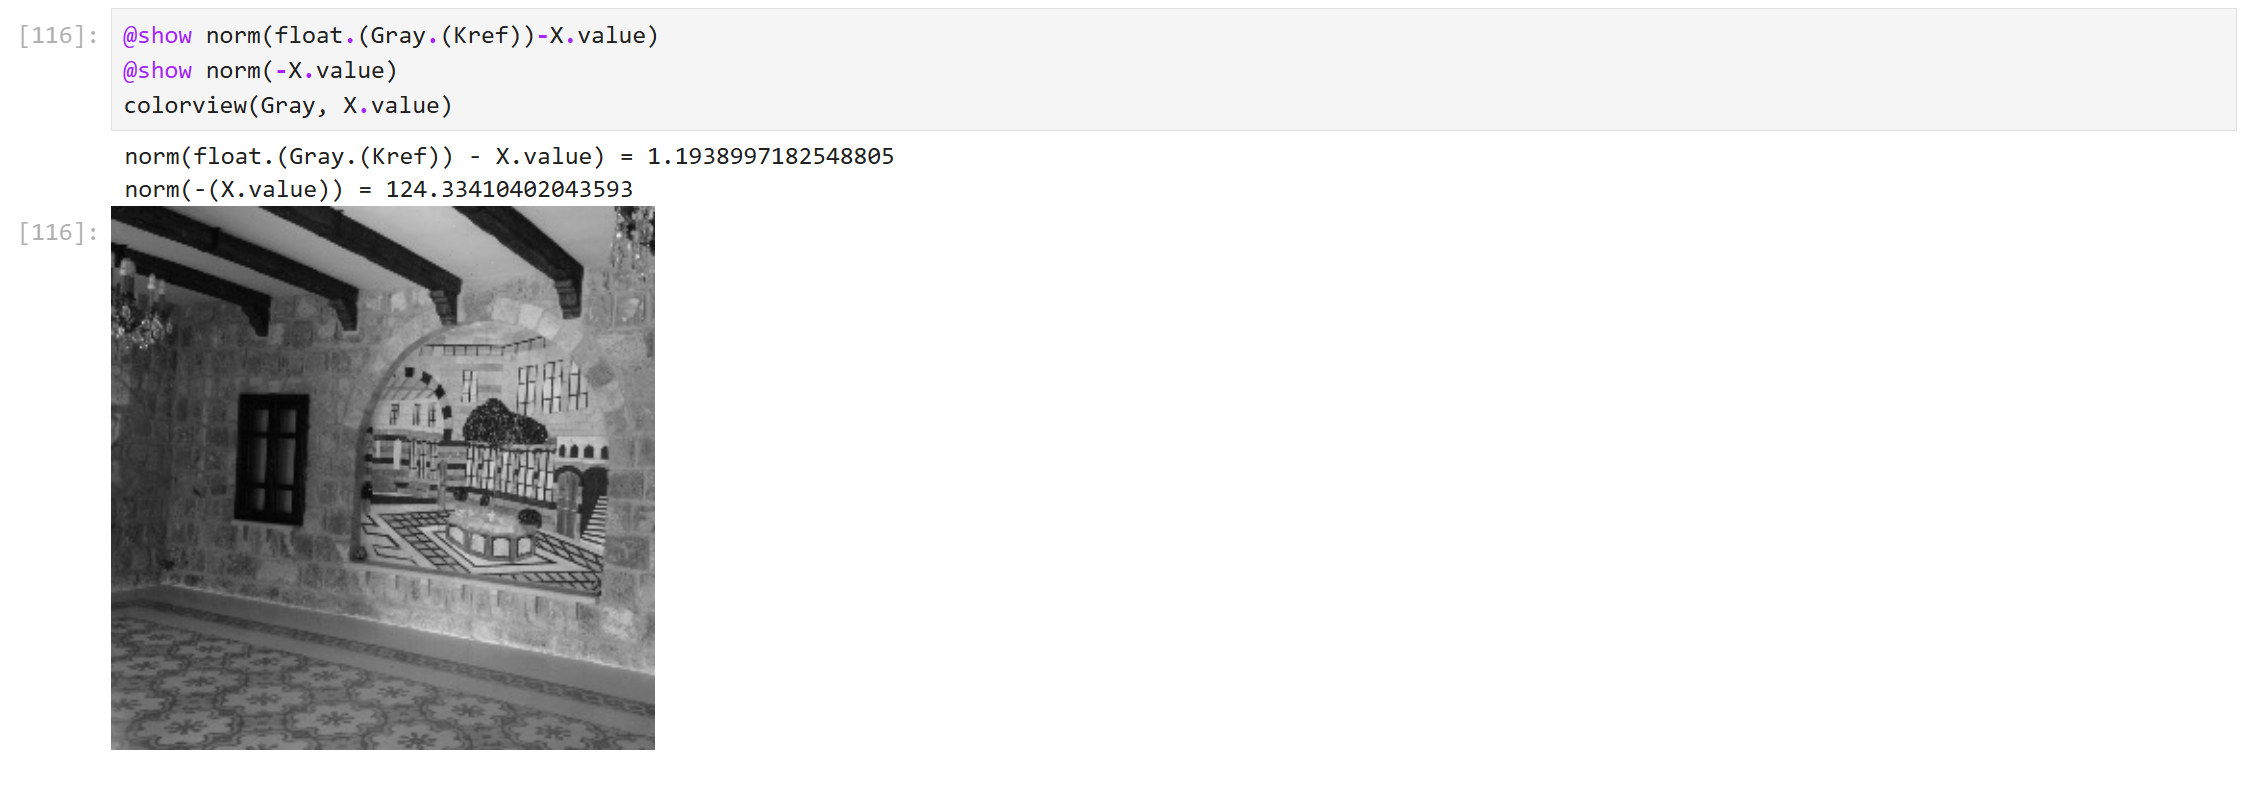 [116]:
@show norm(float.(Gray.(Kref))-X.value)
@show norm(-X.value)
colorview(Gray, X.value)
norm(float.(Gray.(Kref)) - X.value) = 1.1938997182548805
norm(-(X.value)) = 124.33410402043593
[116]: